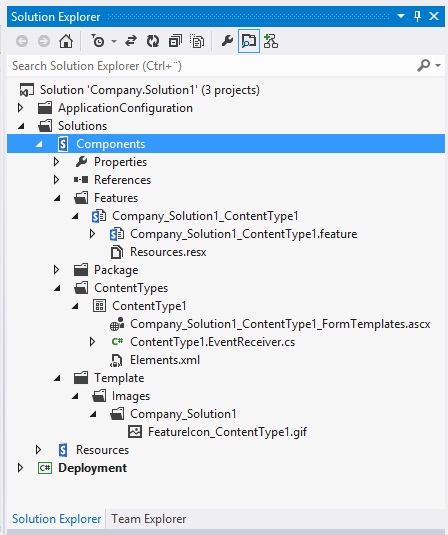 Solution Explorer
Search Solution Explorer (Ctrl+¨)
Solution 'Company.Solution1' (3 projects)
ApplicationConfiguration
Solutions
Components
Properties
References
Features
Company_Solution1_ContentType1
Company_Solution1_ContentType1.feature
Resources.resx
Package
ContentTypes
ContentType1
Company_Solution1_ContentType1_FormTemplates.ascx
C# ContentType1.EventReceiver.cs
Elements.xml
Template
Images
Company_Solution1
FeatureIcon_ContentType1.gif
Resources
C# Deployment
Solution Explorer Team Explorer